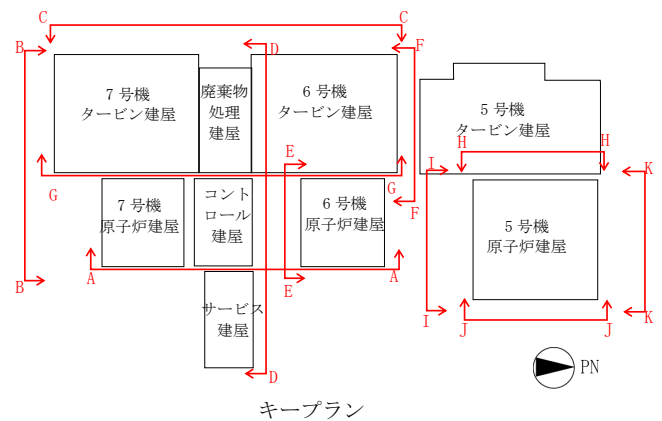 C
C
B
D
F
7 号機
タービン建屋
廃棄物
処理
建屋
6 号機
タービン建屋
5 号機
タービン建屋
E
H
H
I
K
G
G
F
7 号機
原子炉建屋
コント
ロール
建屋
6 号機
原子炉建屋
5 号機
原子炉建屋
A
A
B
E
サービス
建屋
I
J
J
K
D
PN
キープラン